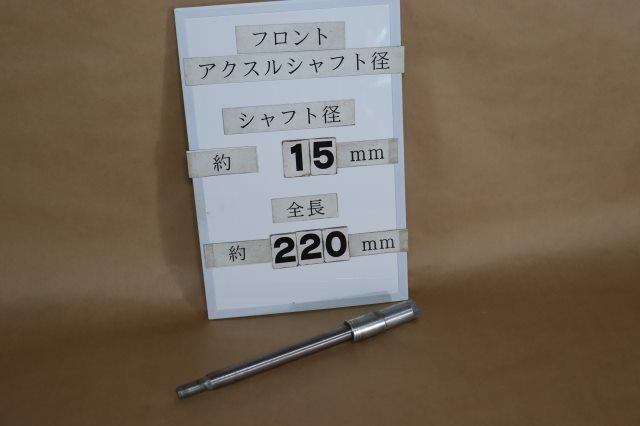 フロント
アクスルシャフト径
シャフト径
約 15 mm
全長
約 220 mm